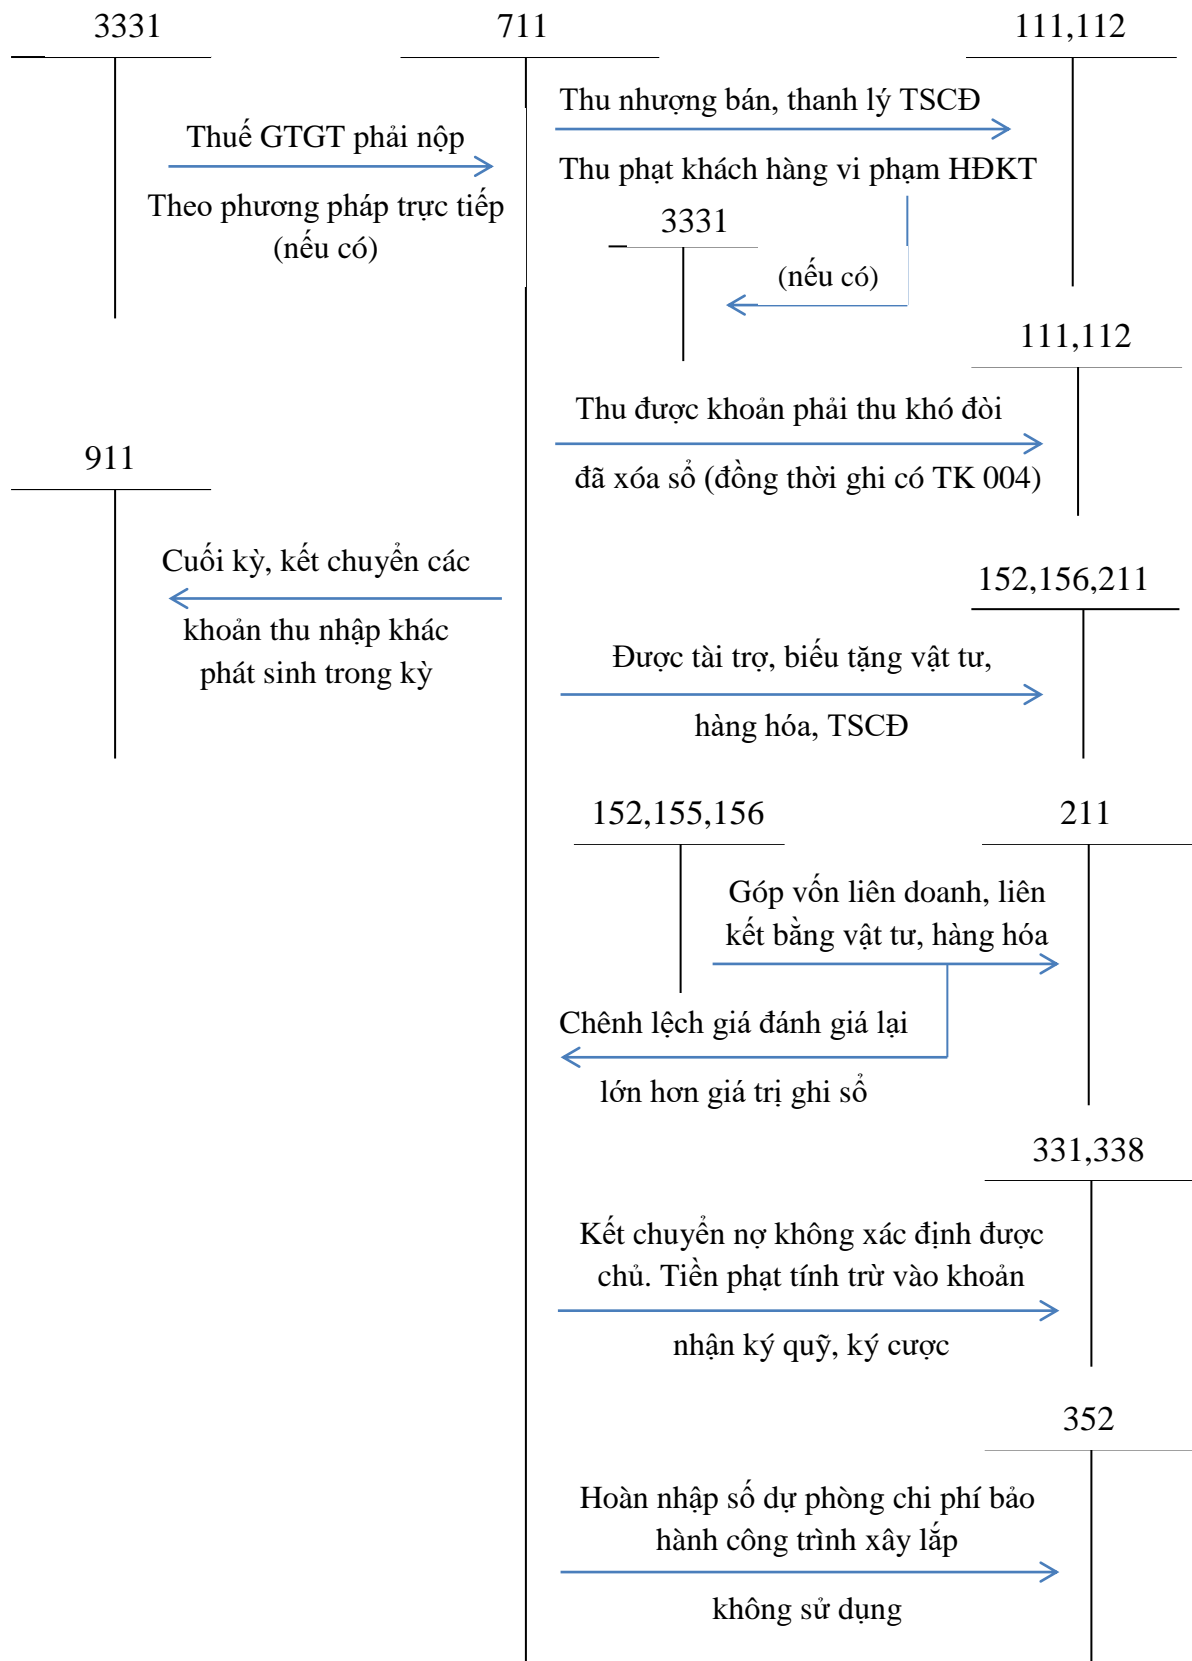 3331
711
111,112
Thu nhượng bán, thanh lý TSCĐ
Thuế GTGT phải nộp
Thu phạt khách hàng vi phạm HĐKT
Theo phương pháp trực tiếp
(nếu có)
3331
(nếu có)
111,112
Thu được khoản phải thu khó đòi
đã xóa sổ (đồng thời ghi có TK 004)
911
Cuối kỳ, kết chuyển các
khoản thu nhập khác
phát sinh trong kỳ
152,156,211
Được tài trợ, biếu tặng vật tư,
hàng hóa, TSCĐ
152,155,156
211
Góp vốn liên doanh, liên
kết bằng vật tư, hàng hóa
Chênh lệch giá đánh giá lại
lớn hơn giá trị ghi sổ
331,338
Kết chuyển nợ không xác định được
chủ. Tiền phạt tính trừ vào khoản
nhận ký quỹ, ký cược
352
Hoàn nhập số dự phòng chi phí bảo
hành công trình xây lắp
không sử dụng